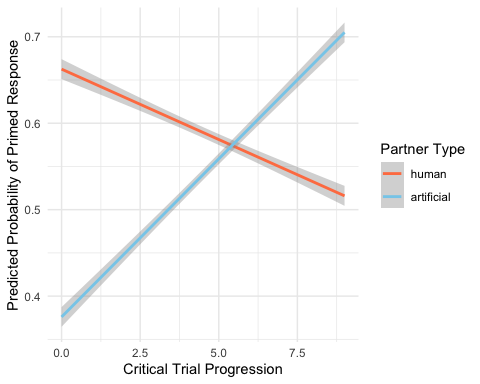 Predicted Probability of Primed Response
0.7
0.6
0.5
0.4
0.0 2.5 5.0 7.5
Critical Trial Progression
Partner Type
human
artificial